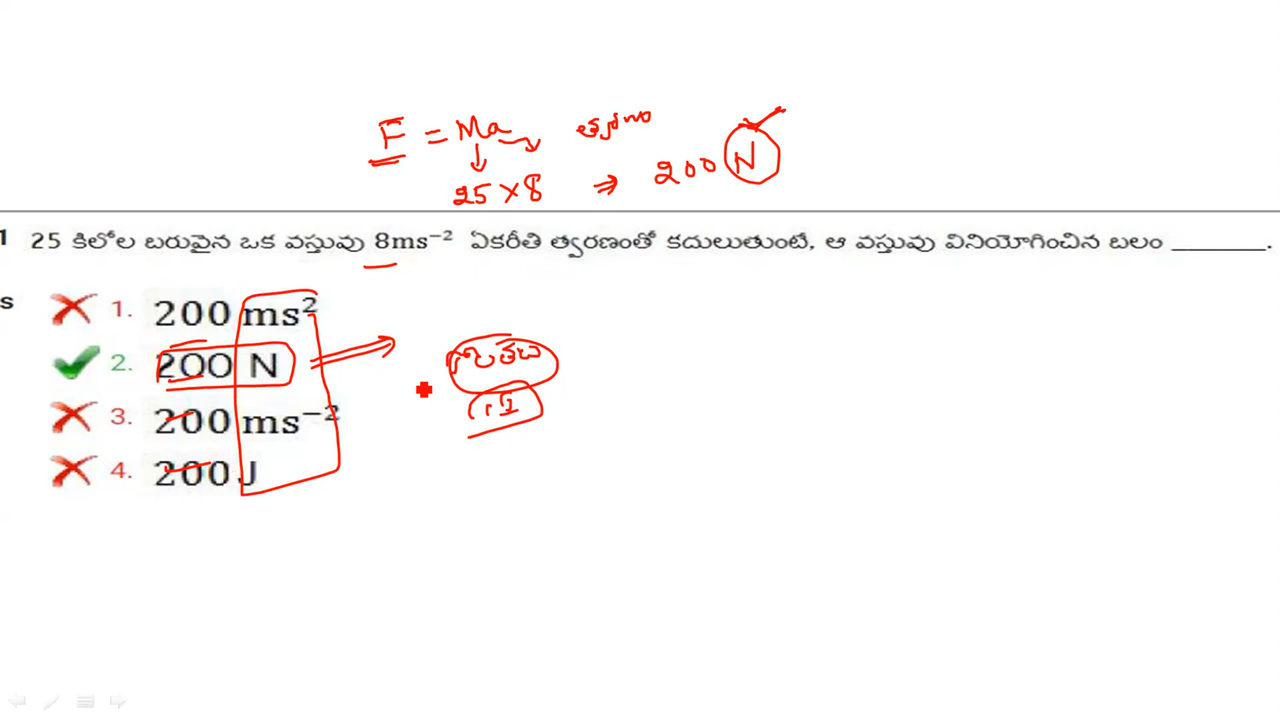 F = Ma
25 × 8 ⇒ 200 N
1 25 కిలోల బరువైన ఒక వస్తువు 8ms⁻² ఏకరీతి త్వరణంతో కదులుతుంటే, ఆ వస్తువు వినియోగించిన బలం ______.
s
1. 200 ms²
2. 200 N
3. 200 ms⁻²
4. 200 J